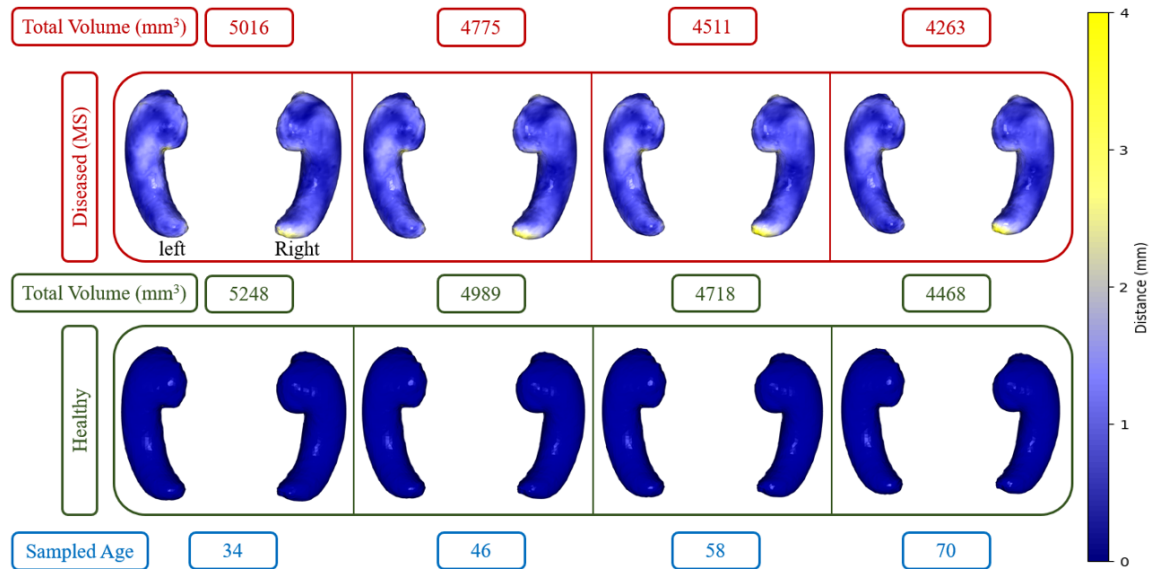 Total Volume (mm³) 5016 4775 4511 4263
4
3
2
1
0
Distance (mm)
Diseased (MS)
left Right
Total Volume (mm³) 5248 4989 4718 4468
Healthy
Sampled Age 34 46 58 70